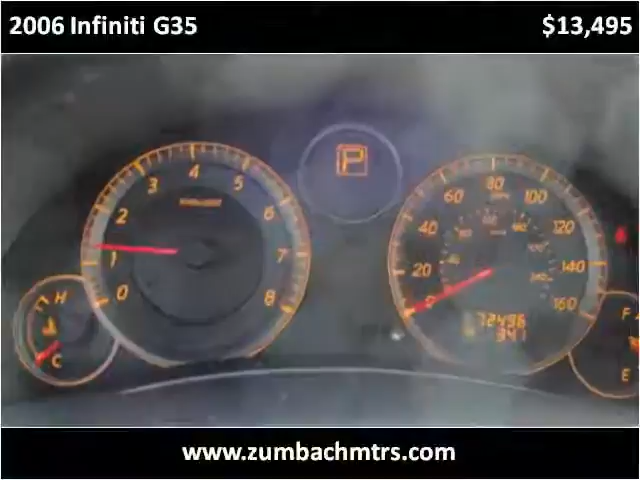 2006 Infiniti G35 $13,495
0 1 2 3 4 5 6 7 8
P
0 20 40 60 80 100 120 140 160
72496
941
H
C
F
E
www.zumbachmtrs.com